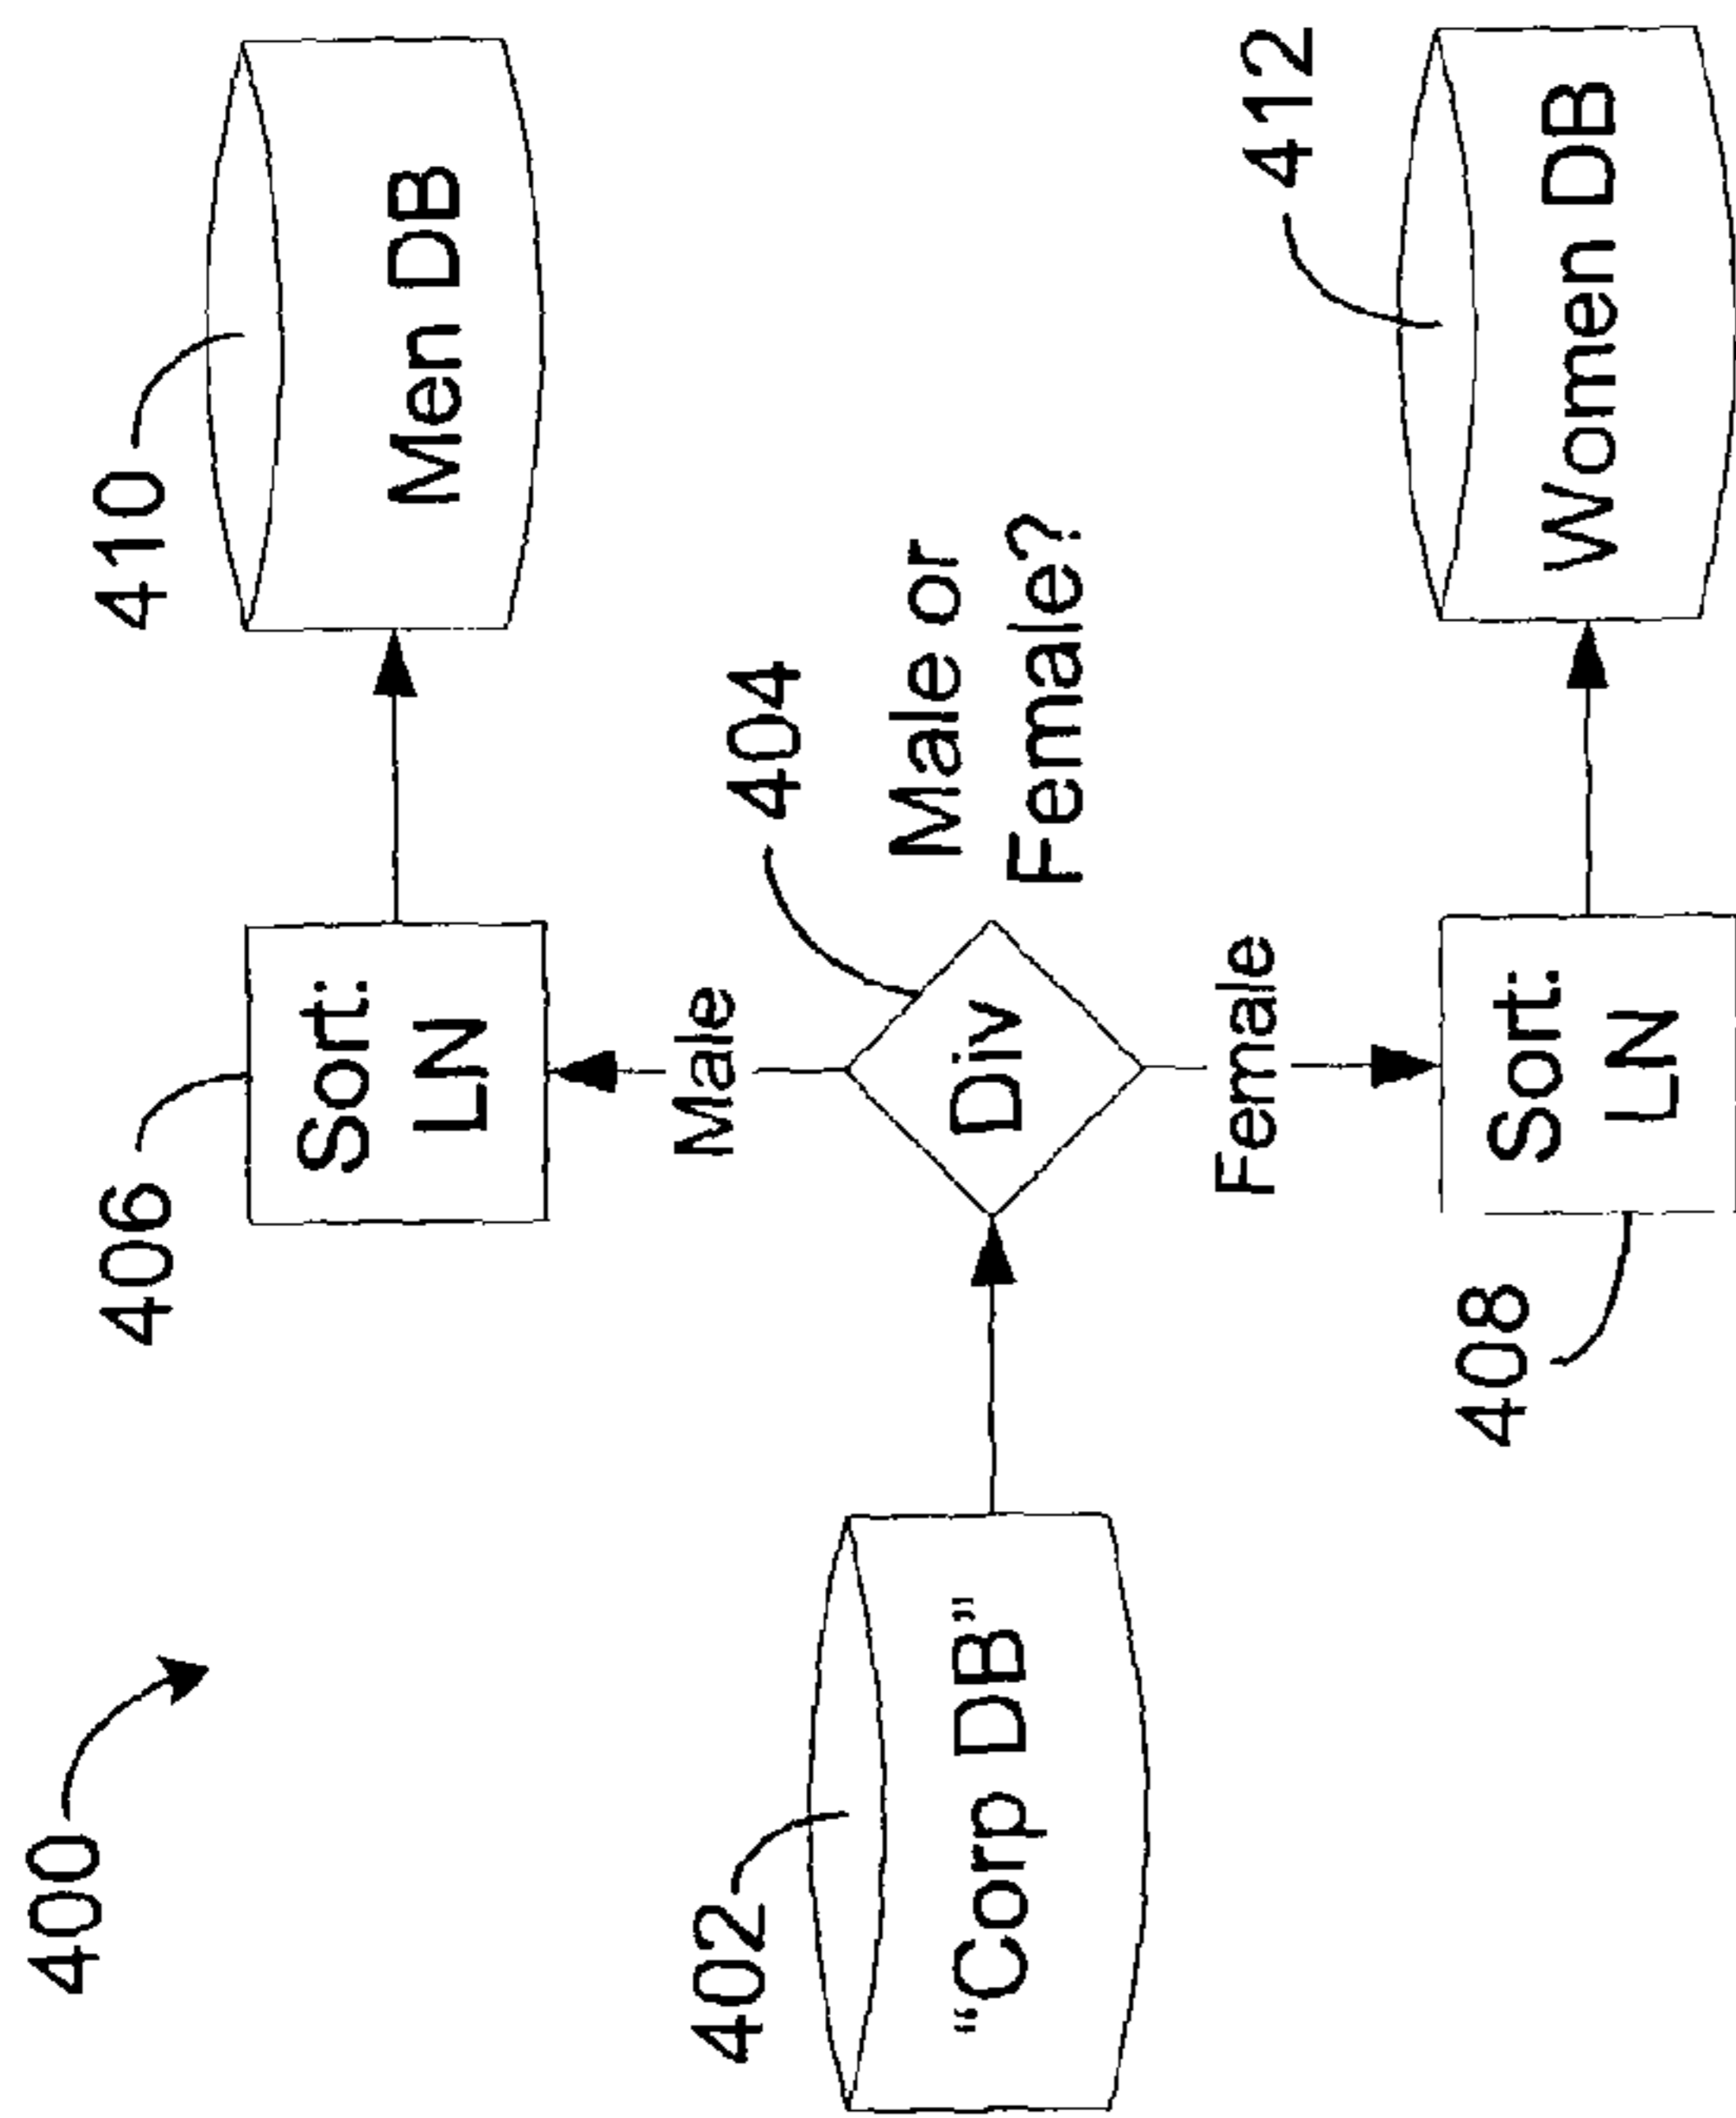 400
406
Sort:
LN
410
Men DB
Male
402
"Corp DB"
404
Div
Male or
Female?
Female
408
Sort:
LN
412
Women DB